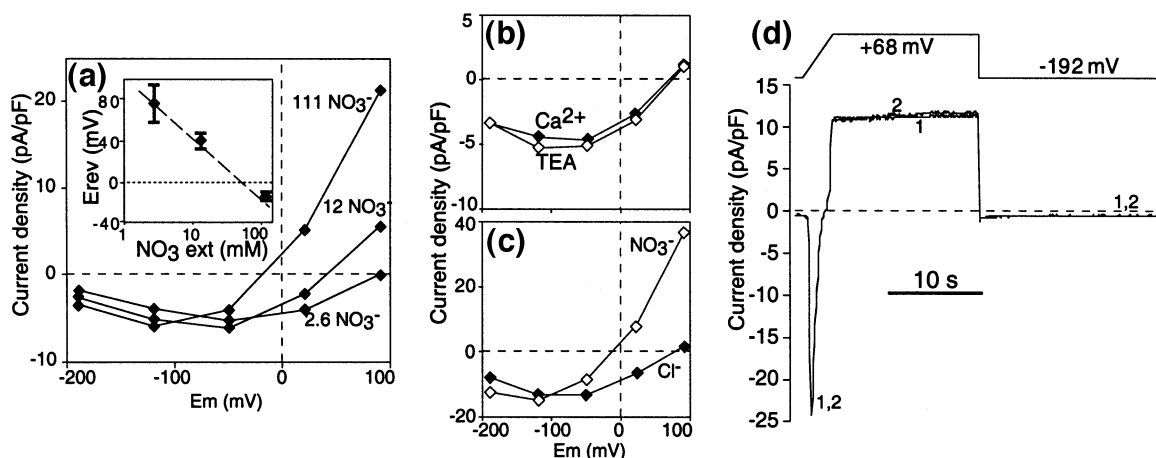 (a)
Current density (pA/pF)
20
10
0
-10
-200
-100
0
100
Em (mV)
111 NO₃⁻
12 NO₃⁻
2.6 NO₃⁻
Erev (mV)
80
40
0
-40
1
10
100
NO₃ ext (mM)
(b)
Current density (pA/pF)
5
0
-5
-10
Ca²⁺
TEA
(c)
40
20
0
-20
-200
-100
0
100
Em (mV)
NO₃⁻
Cl⁻
(d)
+68 mV
-192 mV
Current density (pA/pF)
15
10
5
0
-5
-10
-15
-20
-25
2
1
1,2
10 s
1,2